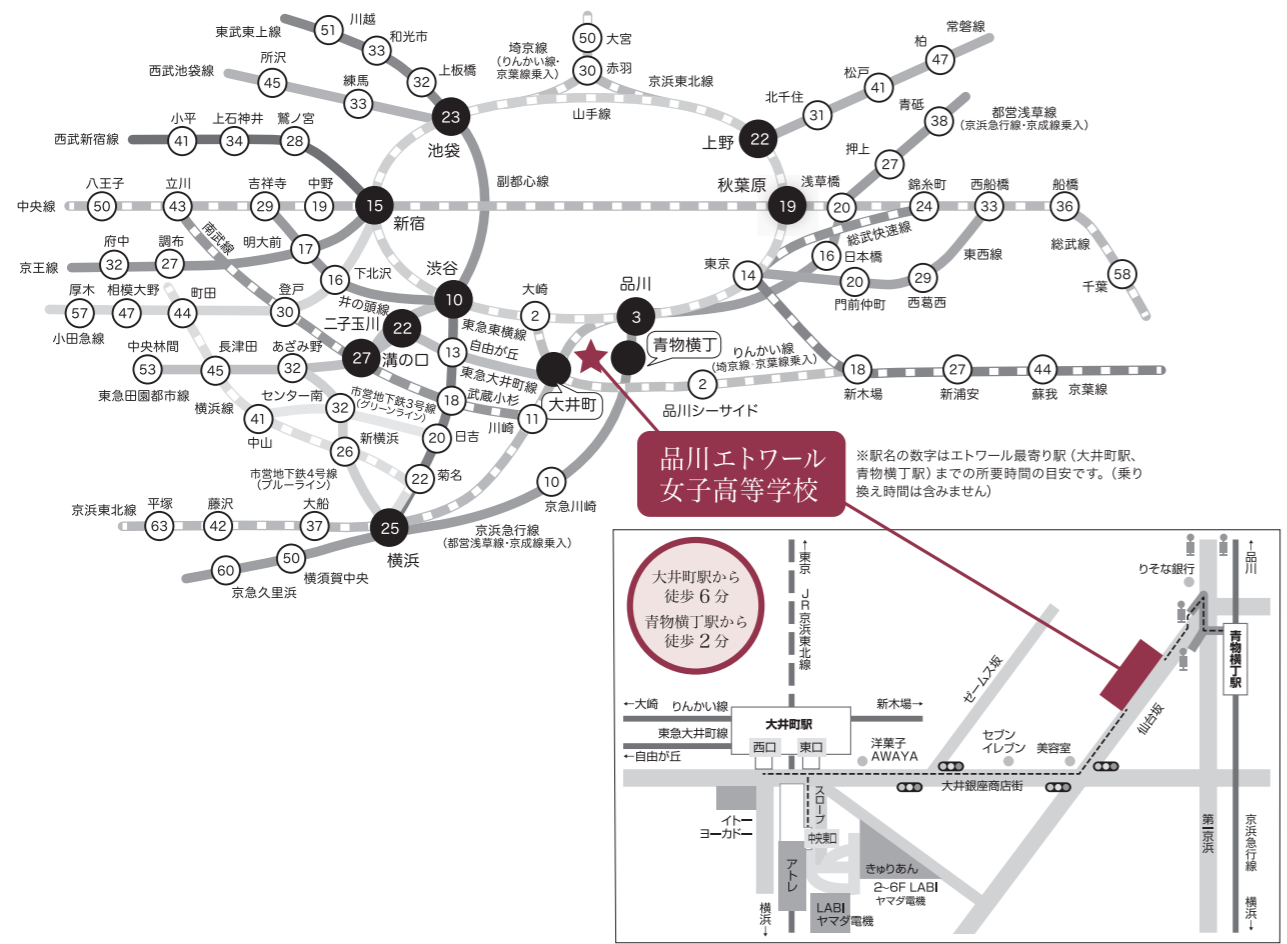 東武東上線
51
川越
33
和光市
32
上板橋
西武池袋線
所沢
45
練馬
33
23
池袋
埼京線
(りんかい線・
京葉線乗入)
50
大宮
30
赤羽
京浜東北線
山手線
常磐線
柏
47
松戸
41
北千住
31
上野
22
青砥
38
都営浅草線
(京浜急行線・京成線乗入)
押上
27
西武新宿線
小平
41
上石神井
34
鷺ノ宮
28
中央線
八王子
50
立川
43
吉祥寺
29
中野
19
15
新宿
副都心線
秋葉原
19
浅草橋
20
錦糸町
24
西船橋
33
船橋
36
総武線
58
千葉
総武快速線
16
日本橋
東西線
東京
14
20
門前仲町
29
西葛西
南武線
京王線
府中
32
調布
27
明大前
17
16
下北沢
渋谷
10
井の頭線
厚木
57
相模大野
47
町田
44
登戸
30
小田急線
二子玉川
22
27
溝の口
大崎
2
品川
3
青物横丁
東急東横線
13
自由が丘
東急大井町線
大井町
りんかい線
(埼京線・京葉線乗入)
2
品川シーサイド
18
新木場
27
新浦安
44
蘇我
京葉線
中央林間
53
長津田
45
あざみ野
32
東急田園都市線
横浜線
センター南
32
市営地下鉄3号線
(グリーンライン)
18
武蔵小杉
川崎
11
41
中山
26
新横浜
20
日吉
市営地下鉄4号線
(ブルーライン)
22
菊名
10
京急川崎
京浜東北線
平塚
63
藤沢
42
大船
37
25
横浜
京浜急行線
(都営浅草線・京成線乗入)
60
京急久里浜
50
横須賀中央
品川エトワール
女子高等学校
※駅名の数字はエトワール最寄り駅(大井町駅、
青物横丁駅)までの所要時間の目安です。(乗り
換え時間は含みません)
大井町駅から
徒歩6分
青物横丁駅から
徒歩2分
←東京
JR京浜東北線
←品川
りそな銀行
青物横丁駅
ゼームス坂
仙台坂
←大崎
りんかい線
新木場→
東急大井町線
←自由が丘
大井町駅
西口
東口
洋菓子
AWAYA
セブン
イレブン
美容室
大井銀座商店街
イトー
ヨーカドー
スロープ
中央東口
アトレ
きゅりあん
2~6F LABI
ヤマダ電機
LABI
ヤマダ電機
横浜→
第一京浜
京浜急行線
横浜→